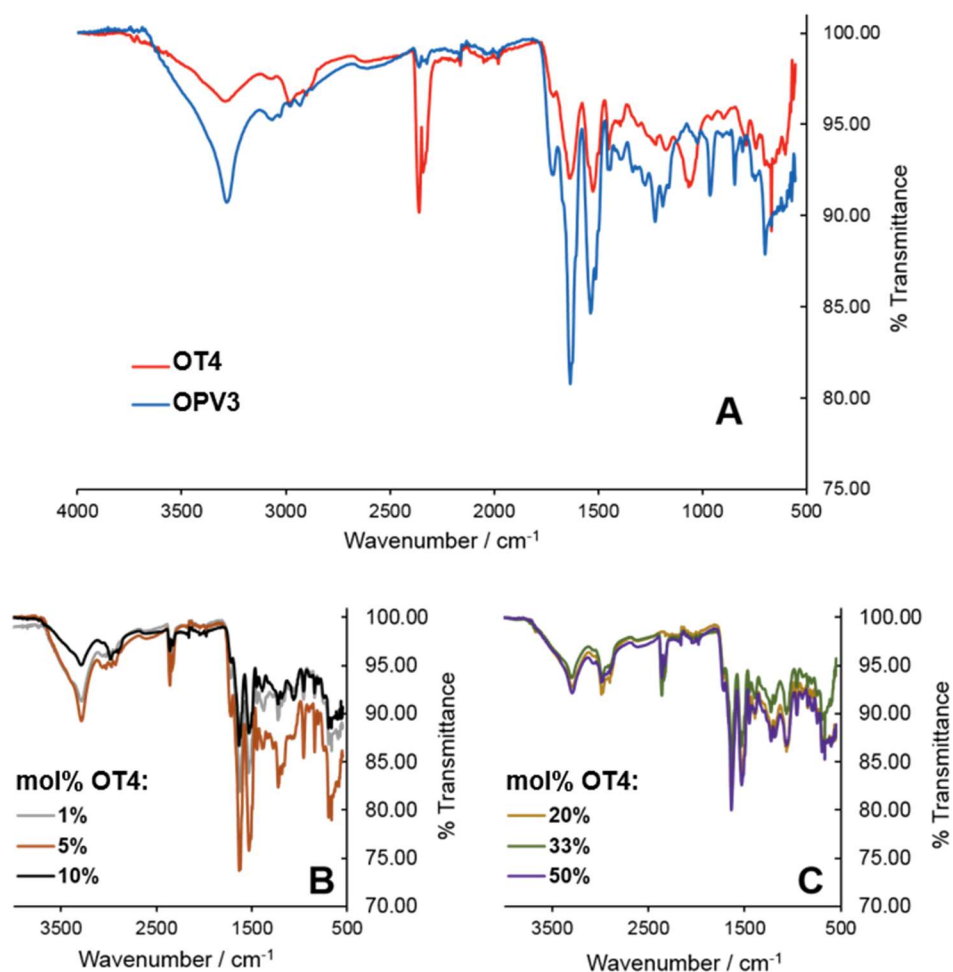 100.00
95.00
90.00
85.00
80.00
75.00
% Transmittance
OT4
OPV3
A
4000 3500 3000 2500 2000 1500 1000 500
Wavenumber / cm⁻¹
100.00
95.00
90.00
85.00
80.00
75.00
70.00
% Transmittance
mol% OT4:
1%
5%
10%
B
3500 2500 1500 500
Wavenumber / cm⁻¹
100.00
95.00
90.00
85.00
80.00
75.00
70.00
% Transmittance
mol% OT4:
20%
33%
50%
C
3500 2500 1500 500
Wavenumber / cm⁻¹